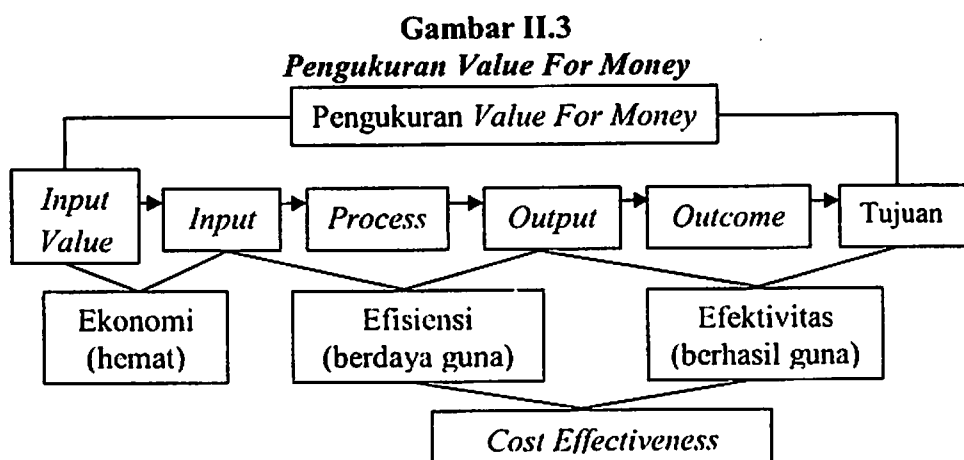 Gambar II.3
Pengukuran Value For Money
Pengukuran Value For Money
Input
Value
Input
Process
Output
Outcome
Tujuan
Ekonomi
(hemat)
Efisiensi
(berdaya guna)
Efektivitas
(berhasil guna)
Cost Effectiveness